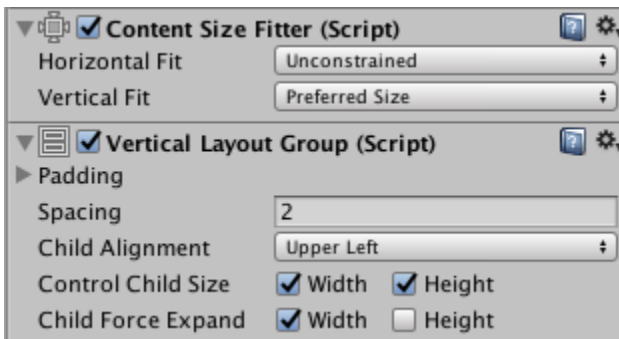 Content Size Fitter (Script)
Horizontal Fit Unconstrained
Vertical Fit Preferred Size
Vertical Layout Group (Script)
Padding
Spacing 2
Child Alignment Upper Left
Control Child Size Width Height
Child Force Expand Width Height